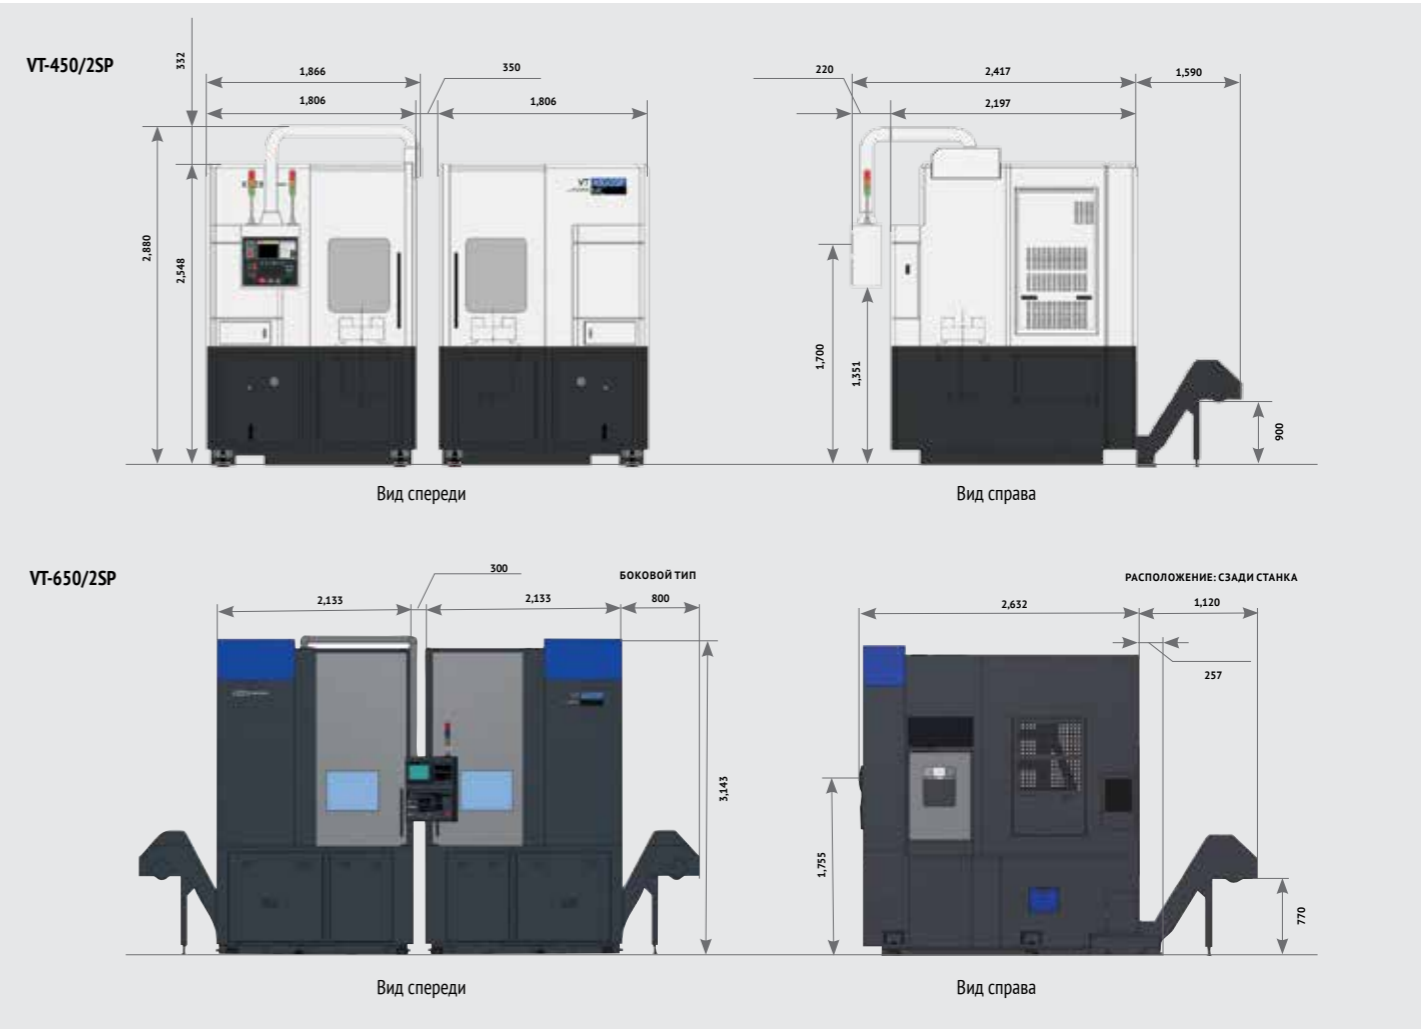 VT-450/2SP
332
1,866
350
220
2,417
1,590
1,806
1,806
2,197
VT
2,880
2,548
1,700
1,351
900
Вид спереди
Вид справа
VT-650/2SP
300
БОКОВОЙ ТИП
РАСПОЛОЖЕНИЕ: СЗАДИ СТАНКА
2,133
2,133
800
2,632
1,120
257
3,143
1,755
770
Вид спереди
Вид справа